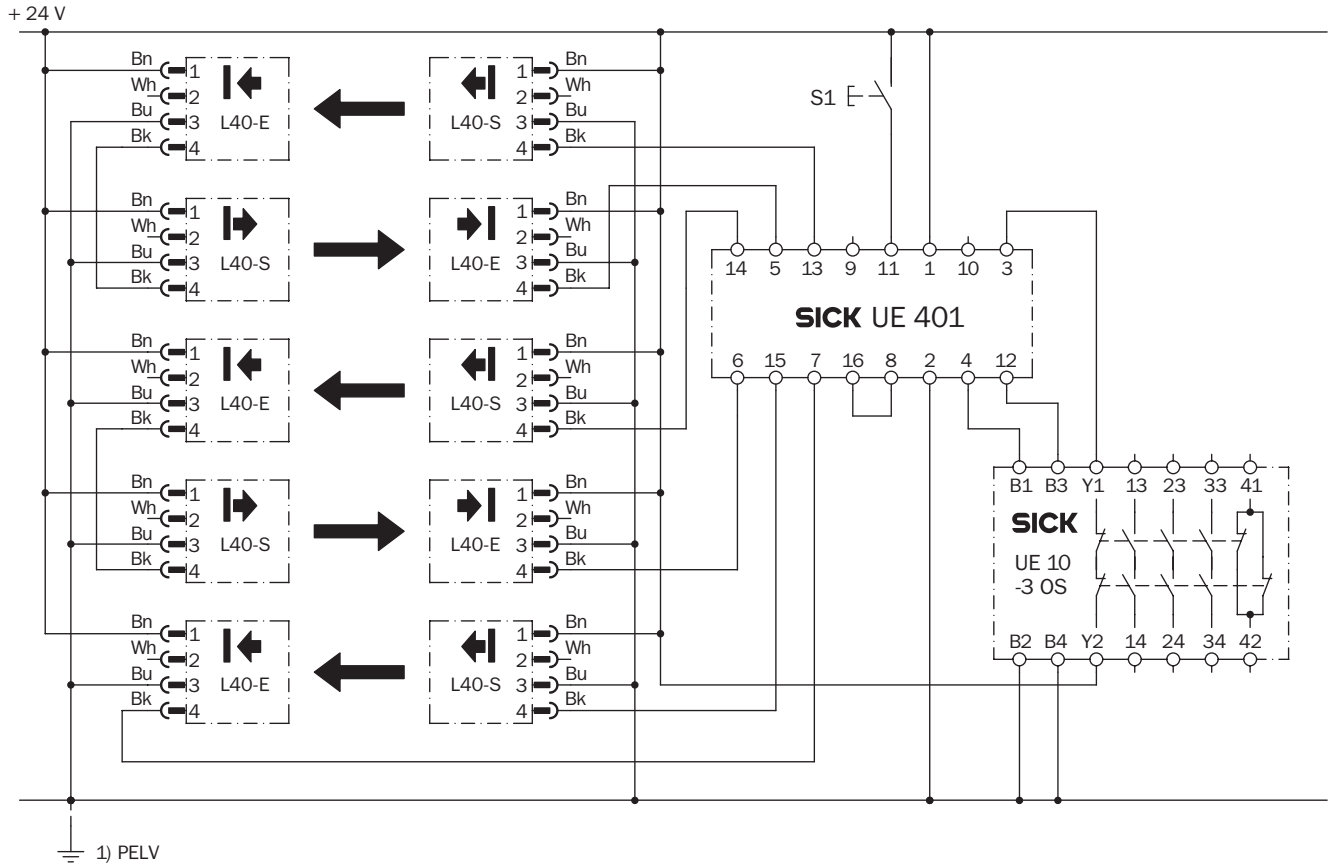 + 24 V
Bn
Wh
Bu
Bk
1
2
3
4
L40-E
L40-S
1
2
3
4
Bn
Wh
Bu
Bk
S1
Bn
Wh
Bu
Bk
1
2
3
4
L40-S
L40-E
1
2
3
4
Bn
Wh
Bu
Bk
14 5 13 9 11 1 10 3
SICK UE 401
6 15 7 16 8 2 4 12
Bn
Wh
Bu
Bk
1
2
3
4
L40-E
L40-S
1
2
3
4
Bn
Wh
Bu
Bk
Bn
Wh
Bu
Bk
1
2
3
4
L40-S
L40-E
1
2
3
4
Bn
Wh
Bu
Bk
B1 B3 Y1 13 23 33 41
SICK
UE 10
-3 OS
B2 B4 Y2 14 24 34 42
Bn
Wh
Bu
Bk
1
2
3
4
L40-E
L40-S
1
2
3
4
Bn
Wh
Bu
Bk
1) PELV